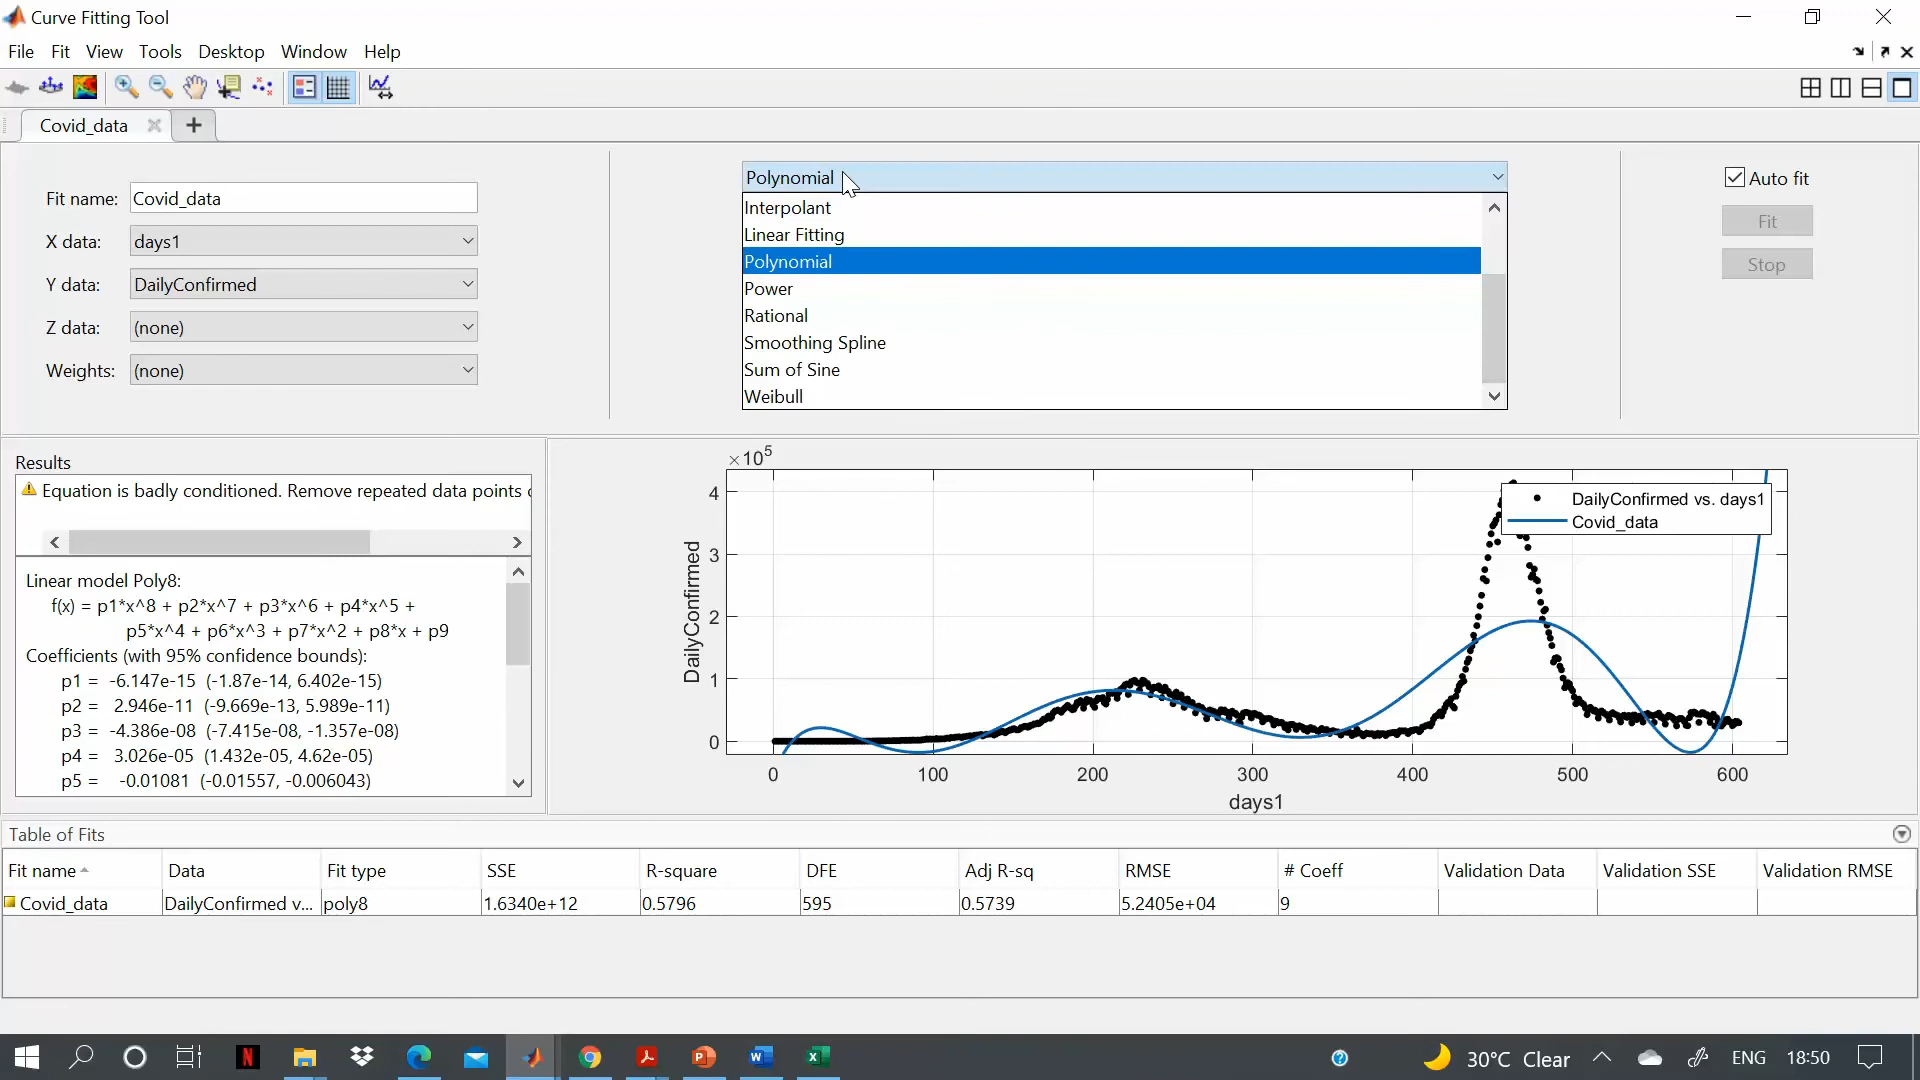 Curve Fitting Tool
File Fit View Tools Desktop Window Help
Covid_data
Fit name: Covid_data
X data: days1
Y data: DailyConfirmed
Z data: (none)
Weights: (none)
Polynomial
Interpolant
Linear Fitting
Polynomial
Power
Rational
Smoothing Spline
Sum of Sine
Weibull
Auto fit
Fit
Stop
Results
Equation is badly conditioned. Remove repeated data points
Linear model Poly8:
f(x) = p1*x^8 + p2*x^7 + p3*x^6 + p4*x^5 +
p5*x^4 + p6*x^3 + p7*x^2 + p8*x + p9
Coefficients (with 95% confidence bounds):
p1 = -6.147e-15 (-1.87e-14, 6.402e-15)
p2 = 2.946e-11 (-9.669e-13, 5.989e-11)
p3 = -4.386e-08 (-7.415e-08, -1.357e-08)
p4 = 3.026e-05 (1.432e-05, 4.62e-05)
p5 = -0.01081 (-0.01557, -0.006043)
×10^5
4
3
2
1
0
DailyConfirmed
0 100 200 300 400 500 600
days1
DailyConfirmed vs. days1
Covid_data
Table of Fits
Fit name Data Fit type SSE R-square DFE Adj R-sq RMSE # Coeff Validation Data Validation SSE Validation RMSE
Covid_data DailyConfirmed v... poly8 1.6340e+12 0.5796 595 0.5739 5.2405e+04 9
30°C Clear ENG 18:50